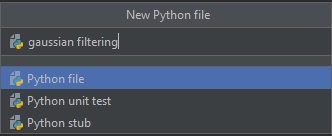 New Python file
gaussian filtering
Python file
Python unit test
Python stub